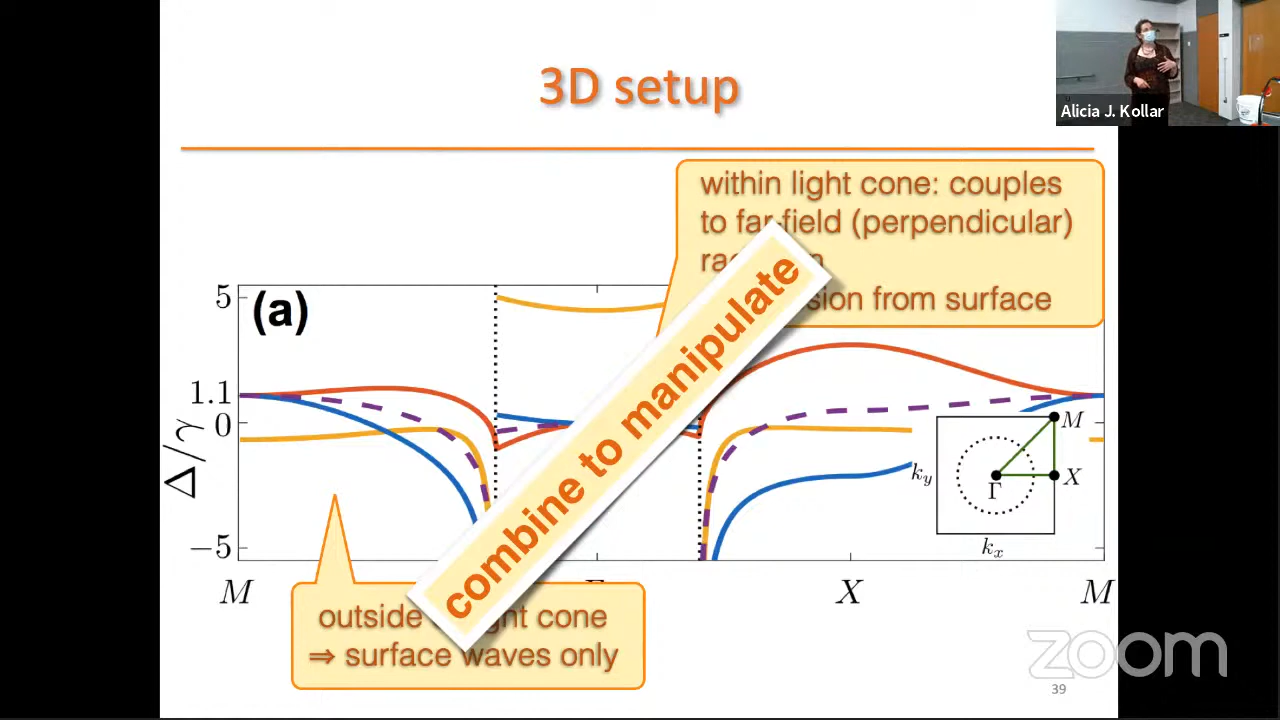 3D setup
Alicia J. Kollar
within light cone: couples
to far-field (perpendicular)
from surface
(a)
5
1.1
0
−5
Δ/γ
combine to manipulate
M
X
M
M
X
Γ
k_y
k_x
outside
cone
⇒ surface waves only
zoom
39